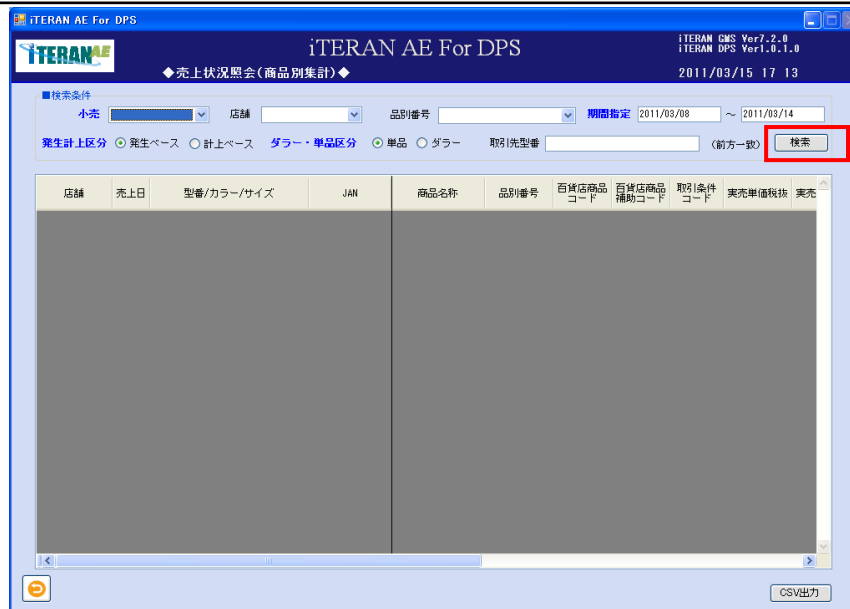 iTERAN AE For DPS
iTERAN AE
iTERAN AE For DPS
iTERAN GMS Ver7.2.0
iTERAN DPS Ver1.0.1.0
◆売上状況照会(商品別集計)◆
2011/03/15 17 13
■検索条件
小売 店舗 品別番号 期間指定 2011/03/08 ～ 2011/03/14
発生計上区分 発生ベース 計上ベース ダラー・単品区分 単品 ダラー 取引先型番 (前方一致) 検索
店舗 売上日 型番/カラー/サイズ JAN 商品名称 品別番号 百貨店商品コード 百貨店商品補助コード 取引条件コード 実売単価税抜 実売
CSV出力